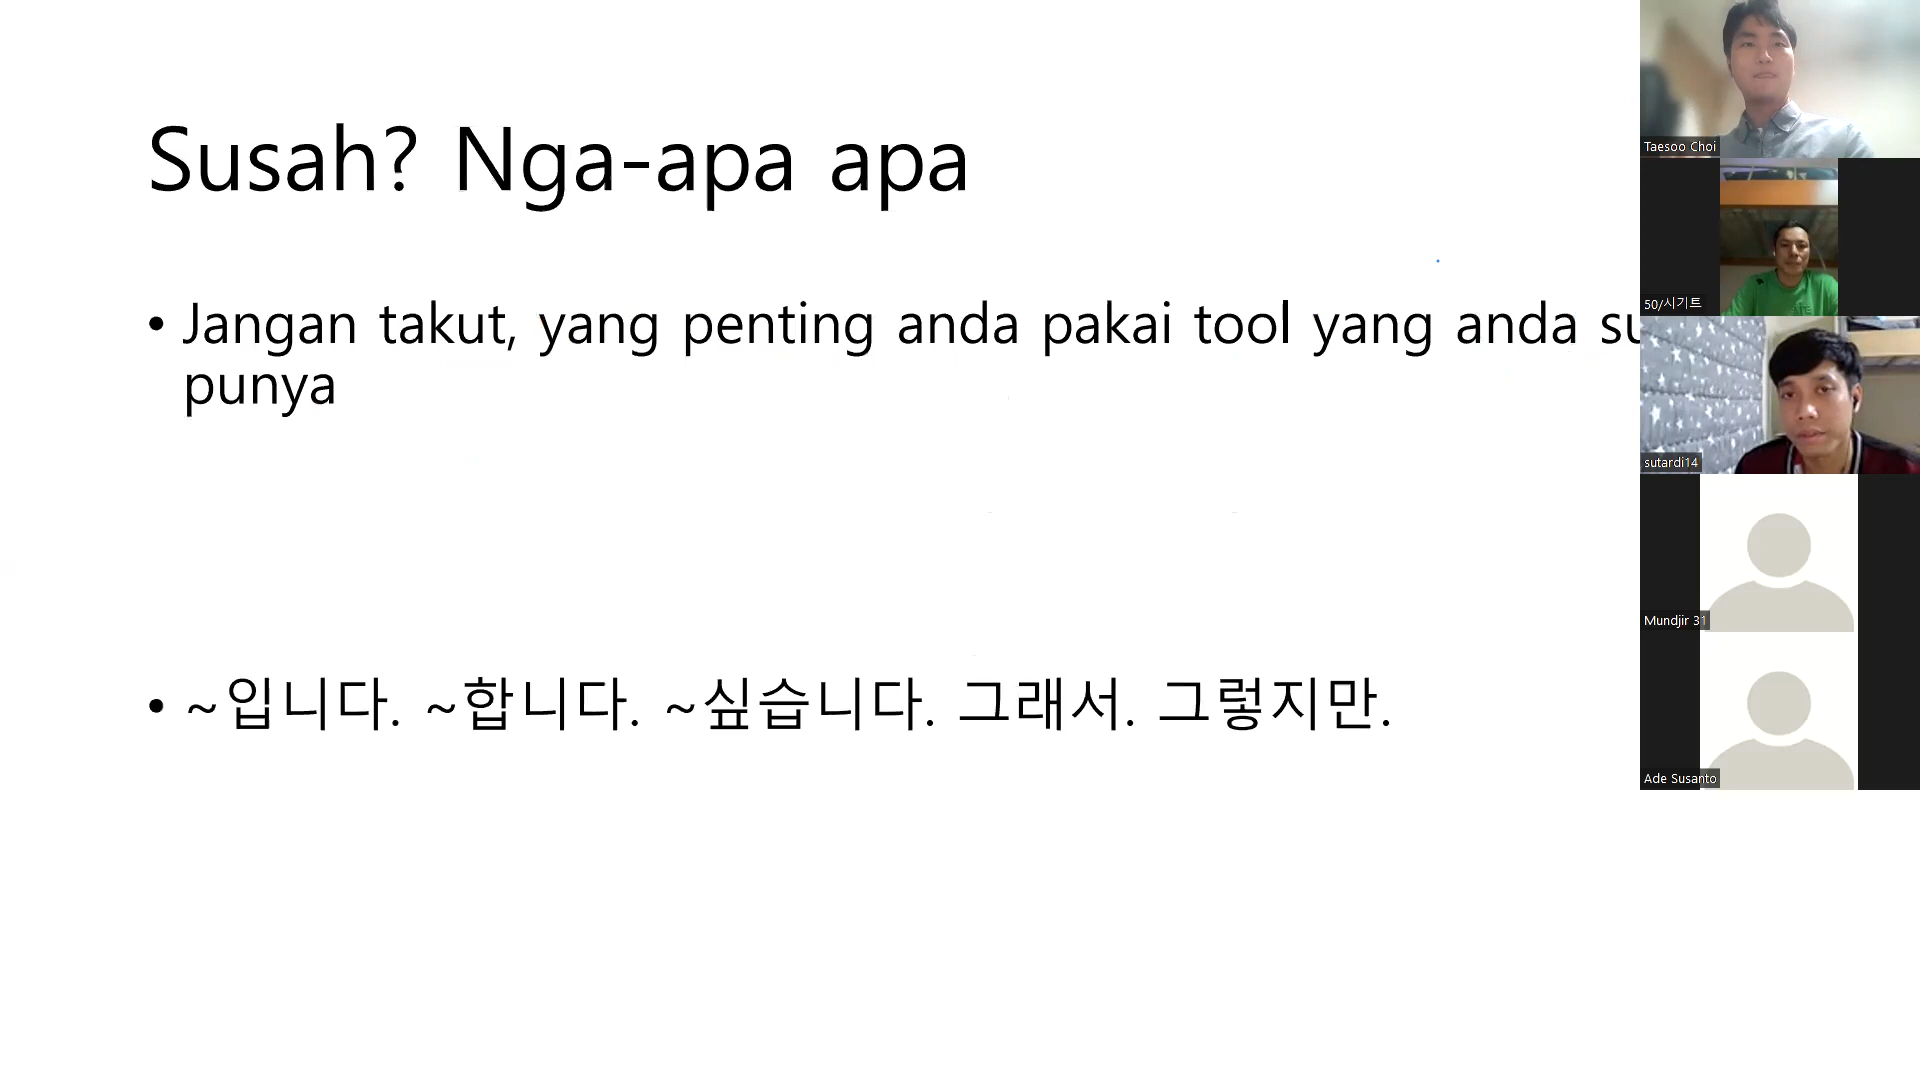 Susah? Nga-apa apa
• Jangan takut, yang penting anda pakai tool yang anda
punya
• ~입니다. ~합니다. ~싶습니다. 그래서. 그렇지만.
Taesoo Choi
50/시기트
sutardi14
Mundjir 31
Ade Susanto